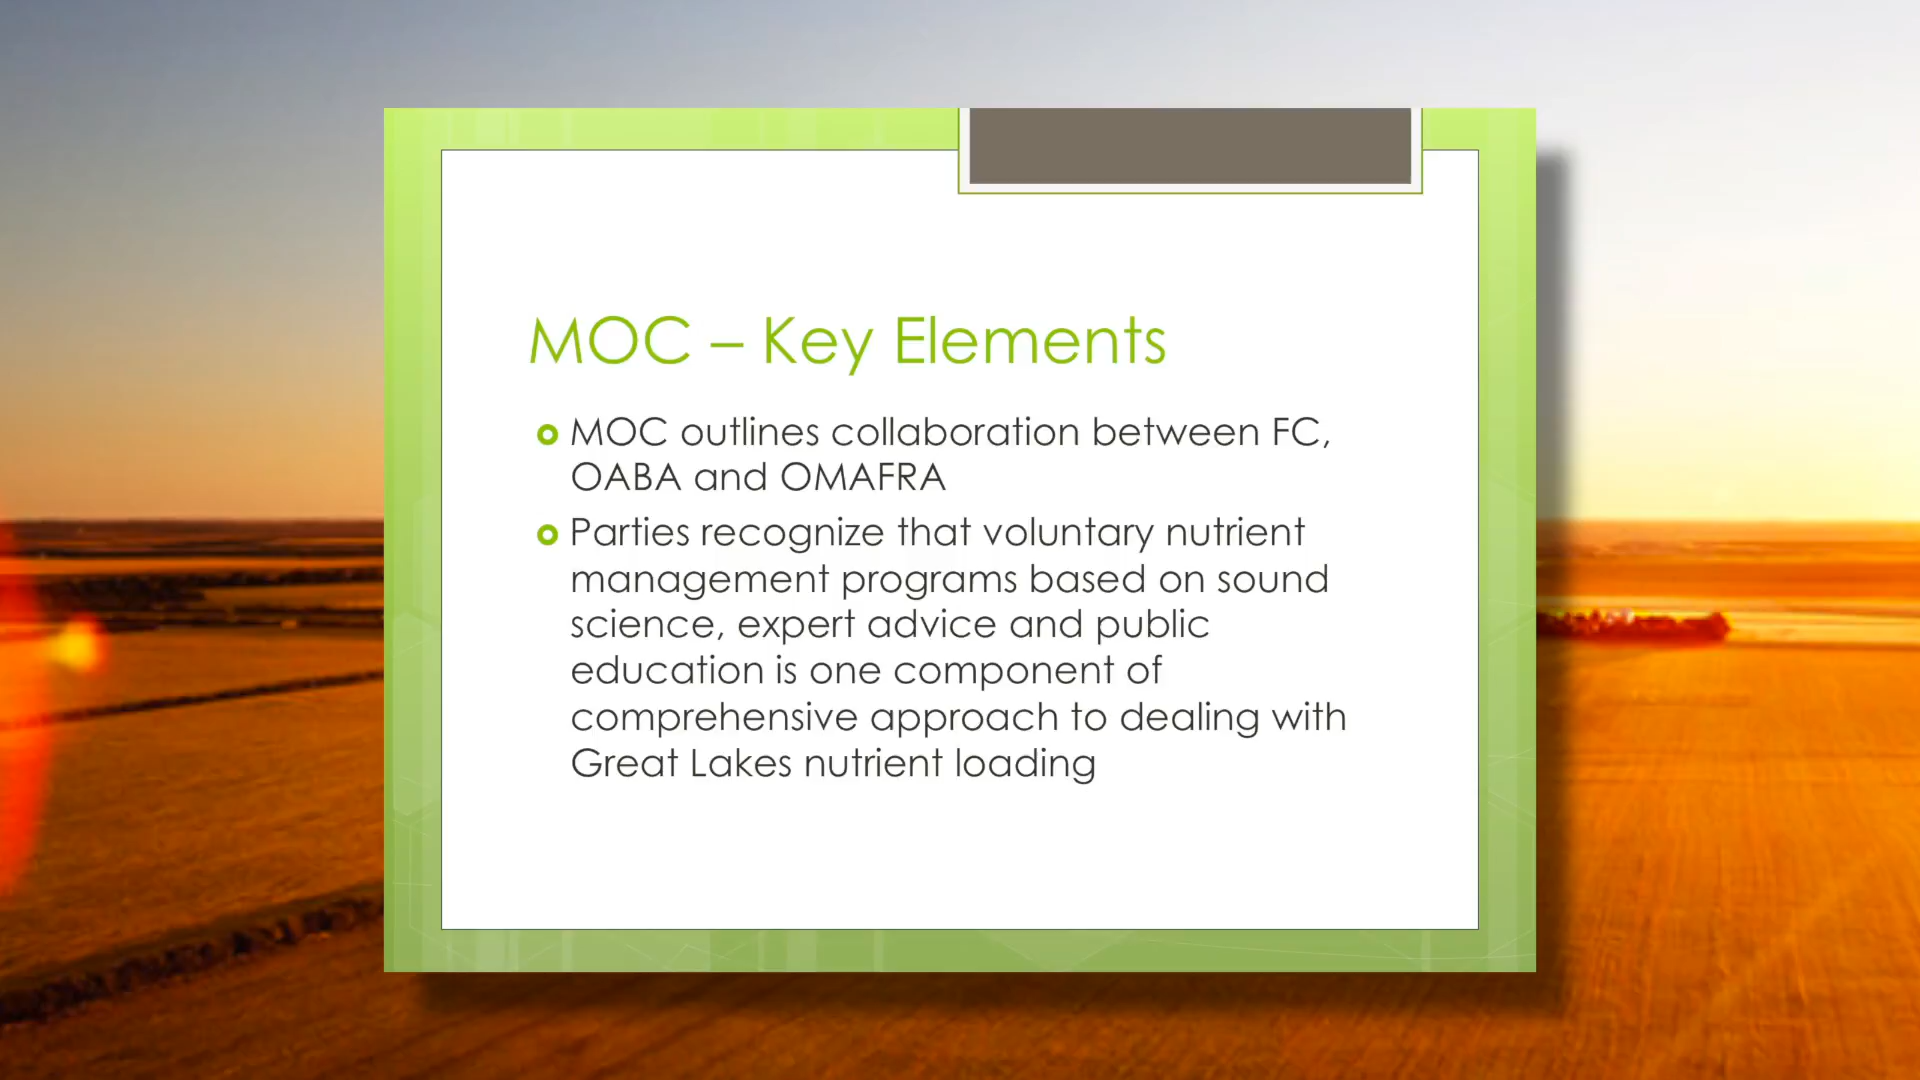 MOC – Key Elements
MOC outlines collaboration between FC,
OABA and OMAFRA
Parties recognize that voluntary nutrient
management programs based on sound
science, expert advice and public
education is one component of
comprehensive approach to dealing with
Great Lakes nutrient loading